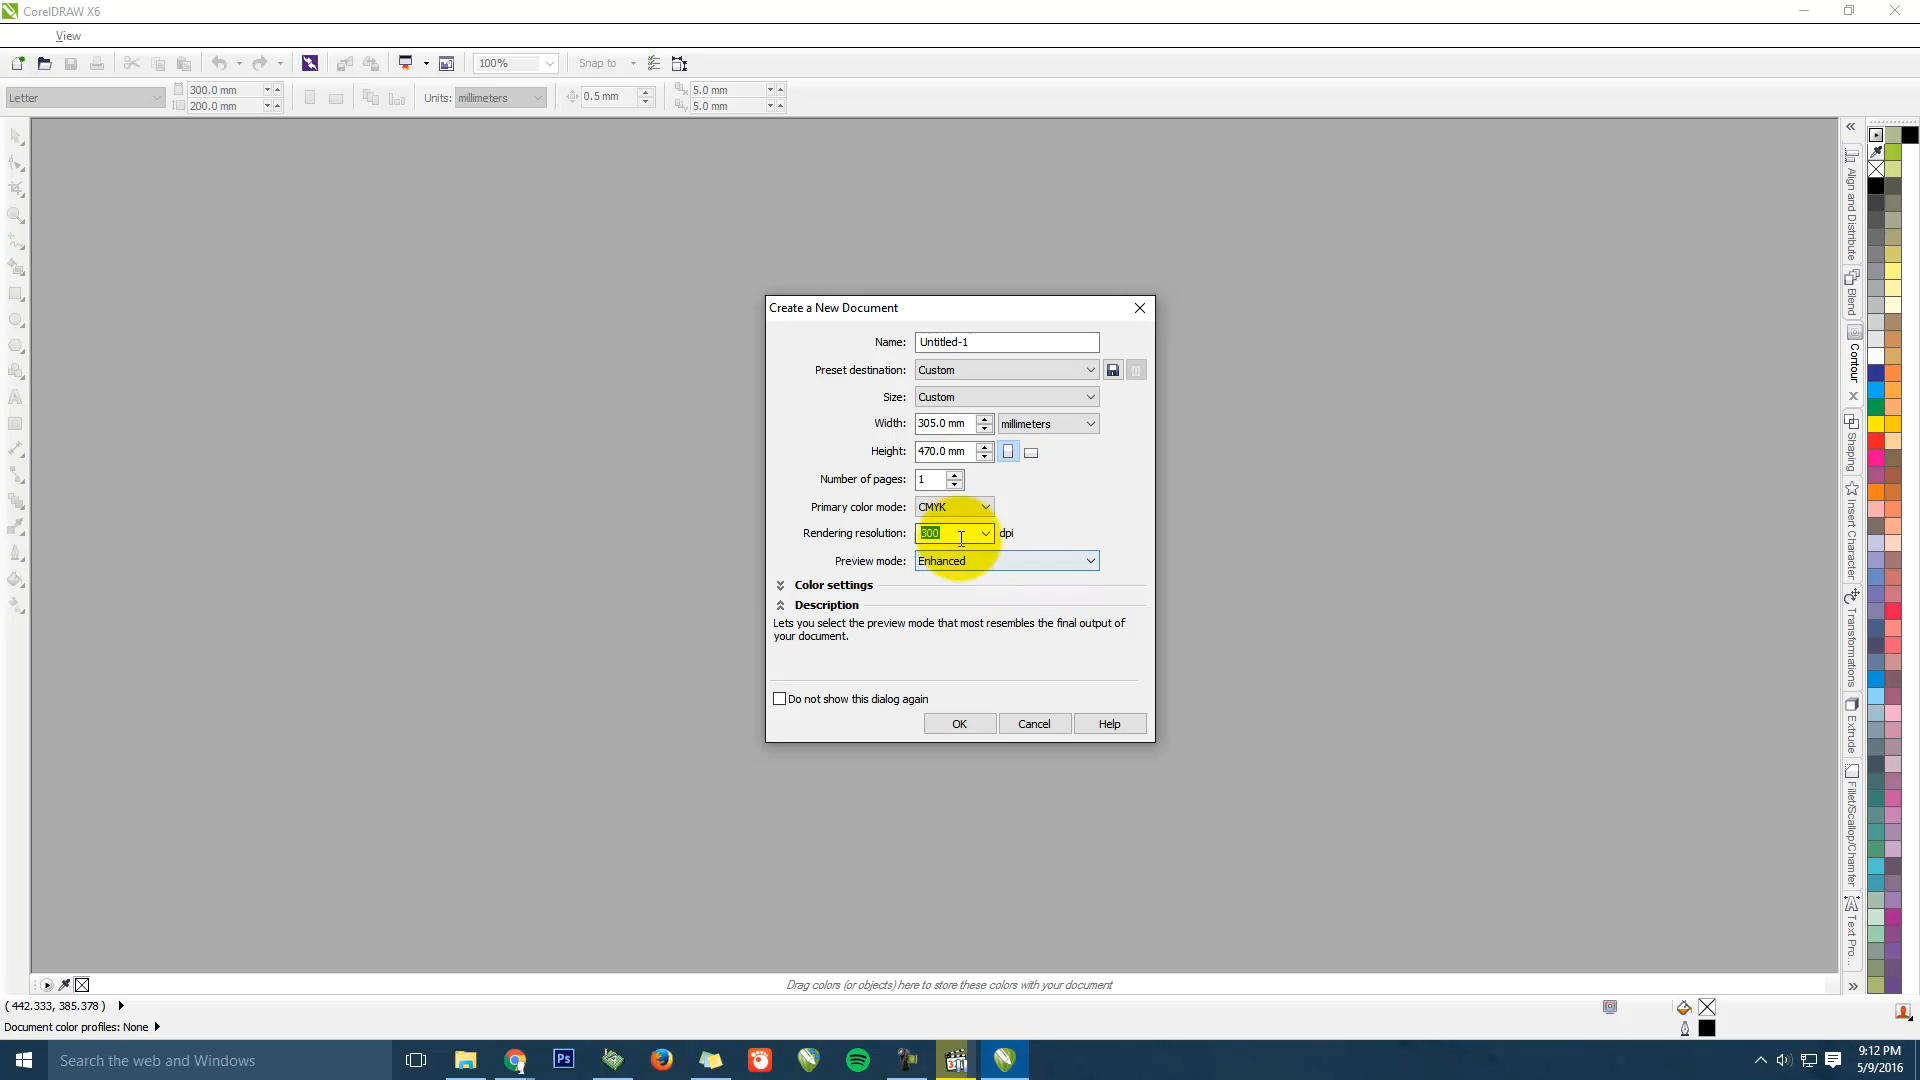 CorelDRAW X6
View
100%
Snap to
Letter
300.0 mm
200.0 mm
Units: millimeters
0.5 mm
5.0 mm
5.0 mm
Create a New Document
Name: Untitled-1
Preset destination: Custom
Size: Custom
Width: 305.0 mm millimeters
Height: 470.0 mm
Number of pages: 1
Primary color mode: CMYK
Rendering resolution: 300 dpi
Preview mode: Enhanced
Color settings
Description
Lets you select the preview mode that most resembles the final output of
your document.
Do not show this dialog again
OK Cancel Help
Align and Distribute
Blend
Contour
Shaping
Insert Character
Transformations
Extrude
Fillet/Scallop/Chamfer
Text Pro...
Drag colors (or objects) here to store these colors with your document
( 442.333, 385.378 )
Document color profiles: None
Search the web and Windows
Ps
9:12 PM
5/9/2016